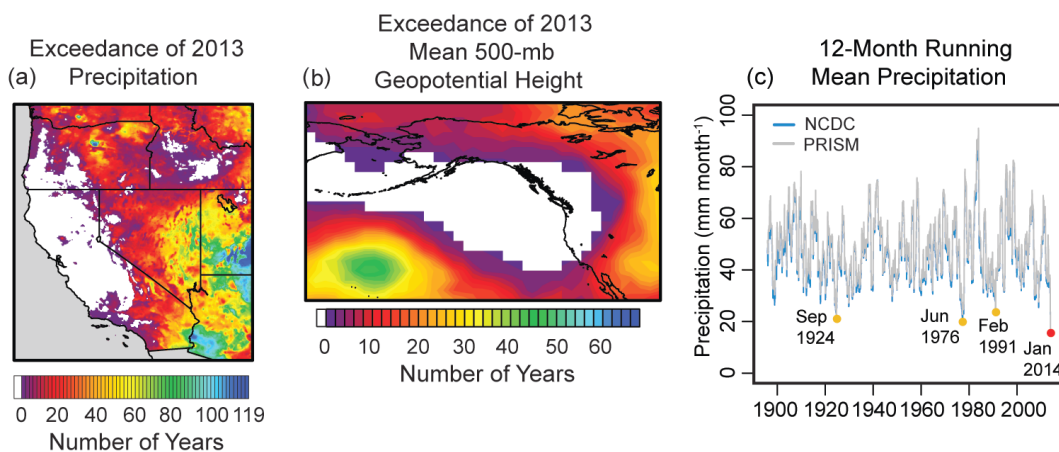 (a)
Exceedance of 2013
Precipitation
0 20 40 60 80 100 119
Number of Years
(b)
Exceedance of 2013
Mean 500-mb
Geopotential Height
0 10 20 30 40 50 60
Number of Years
(c)
12-Month Running
Mean Precipitation
Precipitation (mm month⁻¹)
100
80
60
40
20
0
NCDC
PRISM
Sep
1924
Jun
1976
Feb
1991
Jan
2014
1900 1920 1940 1960 1980 2000